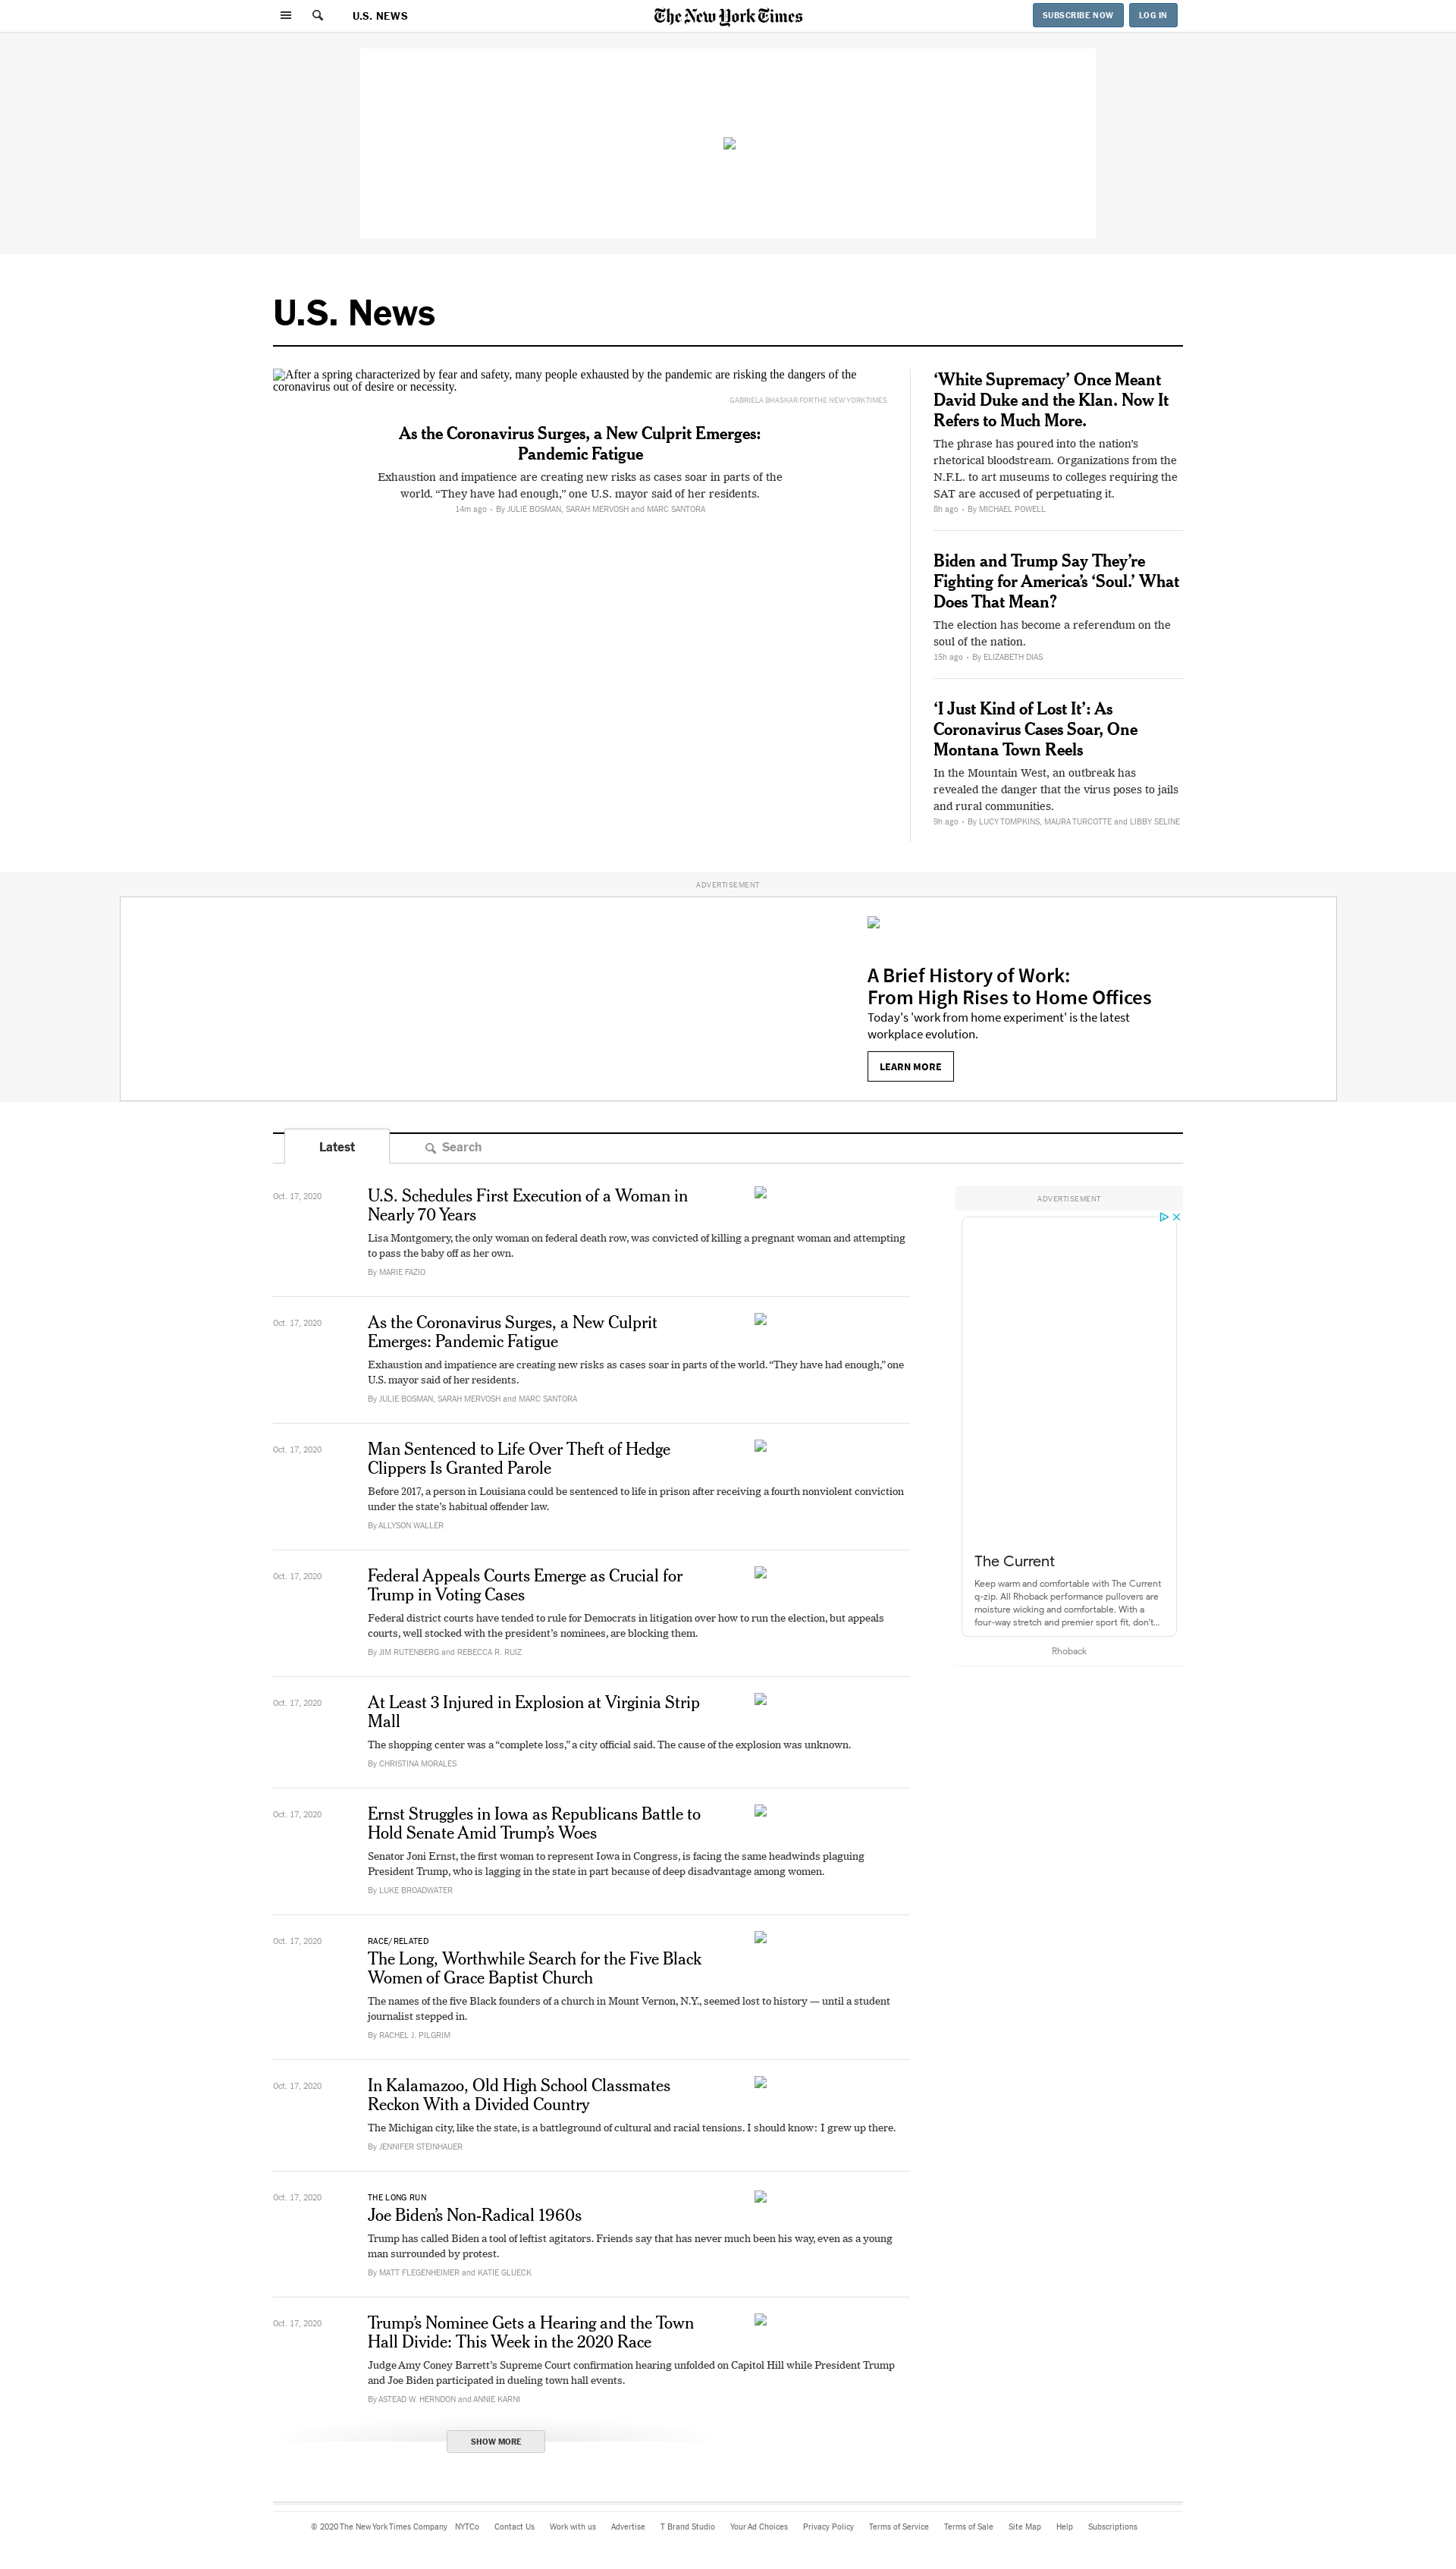 U.S. NEWS
The New York Times
SUBSCRIBE NOW
LOG IN
U.S. News
After a spring characterized by fear and safety, many people exhausted by the pandemic are risking the dangers of the
coronavirus out of desire or necessity.
GABRIELA BHASKAR FOR THE NEW YORK TIMES
As the Coronavirus Surges, a New Culprit Emerges:
Pandemic Fatigue
Exhaustion and impatience are creating new risks as cases soar in parts of the
world. “They have had enough,” one U.S. mayor said of her residents.
14m ago • By JULIE BOSMAN, SARAH MERVOSH and MARC SANTORA
‘White Supremacy’ Once Meant
David Duke and the Klan. Now It
Refers to Much More.
The phrase has poured into the nation’s
rhetorical bloodstream. Organizations from the
N.F.L. to art museums to colleges requiring the
SAT are accused of perpetuating it.
8h ago • By MICHAEL POWELL
Biden and Trump Say They’re
Fighting for America’s ‘Soul.’ What
Does That Mean?
The election has become a referendum on the
soul of the nation.
15h ago • By ELIZABETH DIAS
‘I Just Kind of Lost It’: As
Coronavirus Cases Soar, One
Montana Town Reels
In the Mountain West, an outbreak has
revealed the danger that the virus poses to jails
and rural communities.
9h ago • By LUCY TOMPKINS, MAURA TURCOTTE and LIBBY SELINE
ADVERTISEMENT
A Brief History of Work:
From High Rises to Home Offices
Today's 'work from home experiment' is the latest
workplace evolution.
LEARN MORE
Latest
Search
Oct. 17, 2020
U.S. Schedules First Execution of a Woman in
Nearly 70 Years
Lisa Montgomery, the only woman on federal death row, was convicted of killing a pregnant woman and attempting
to pass the baby off as her own.
By MARIE FAZIO
Oct. 17, 2020
As the Coronavirus Surges, a New Culprit
Emerges: Pandemic Fatigue
Exhaustion and impatience are creating new risks as cases soar in parts of the world. “They have had enough,” one
U.S. mayor said of her residents.
By JULIE BOSMAN, SARAH MERVOSH and MARC SANTORA
Oct. 17, 2020
Man Sentenced to Life Over Theft of Hedge
Clippers Is Granted Parole
Before 2017, a person in Louisiana could be sentenced to life in prison after receiving a fourth nonviolent conviction
under the state’s habitual offender law.
By ALLYSON WALLER
Oct. 17, 2020
Federal Appeals Courts Emerge as Crucial for
Trump in Voting Cases
Federal district courts have tended to rule for Democrats in litigation over how to run the election, but appeals
courts, well stocked with the president’s nominees, are blocking them.
By JIM RUTENBERG and REBECCA R. RUIZ
Oct. 17, 2020
At Least 3 Injured in Explosion at Virginia Strip
Mall
The shopping center was a “complete loss,” a city official said. The cause of the explosion was unknown.
By CHRISTINA MORALES
Oct. 17, 2020
Ernst Struggles in Iowa as Republicans Battle to
Hold Senate Amid Trump’s Woes
Senator Joni Ernst, the first woman to represent Iowa in Congress, is facing the same headwinds plaguing
President Trump, who is lagging in the state in part because of deep disadvantage among women.
By LUKE BROADWATER
Oct. 17, 2020
RACE/RELATED
The Long, Worthwhile Search for the Five Black
Women of Grace Baptist Church
The names of the five Black founders of a church in Mount Vernon, N.Y., seemed lost to history — until a student
journalist stepped in.
By RACHEL J. PILGRIM
Oct. 17, 2020
In Kalamazoo, Old High School Classmates
Reckon With a Divided Country
The Michigan city, like the state, is a battleground of cultural and racial tensions. I should know: I grew up there.
By JENNIFER STEINHAUER
Oct. 17, 2020
THE LONG RUN
Joe Biden’s Non-Radical 1960s
Trump has called Biden a tool of leftist agitators. Friends say that has never much been his way, even as a young
man surrounded by protest.
By MATT FLEGENHEIMER and KATIE GLUECK
Oct. 17, 2020
Trump’s Nominee Gets a Hearing and the Town
Hall Divide: This Week in the 2020 Race
Judge Amy Coney Barrett’s Supreme Court confirmation hearing unfolded on Capitol Hill while President Trump
and Joe Biden participated in dueling town hall events.
By ASTEAD W. HERNDON and ANNIE KARNI
SHOW MORE
ADVERTISEMENT
The Current
Keep warm and comfortable with The Current
q-zip. All Rhoback performance pullovers are
moisture wicking and comfortable. With a
four-way stretch and premier sport fit, don't...
Rhoback
© 2020 The New York Times Company NYTCo Contact Us Work with us Advertise T Brand Studio Your Ad Choices Privacy Policy Terms of Service Terms of Sale Site Map Help Subscriptions